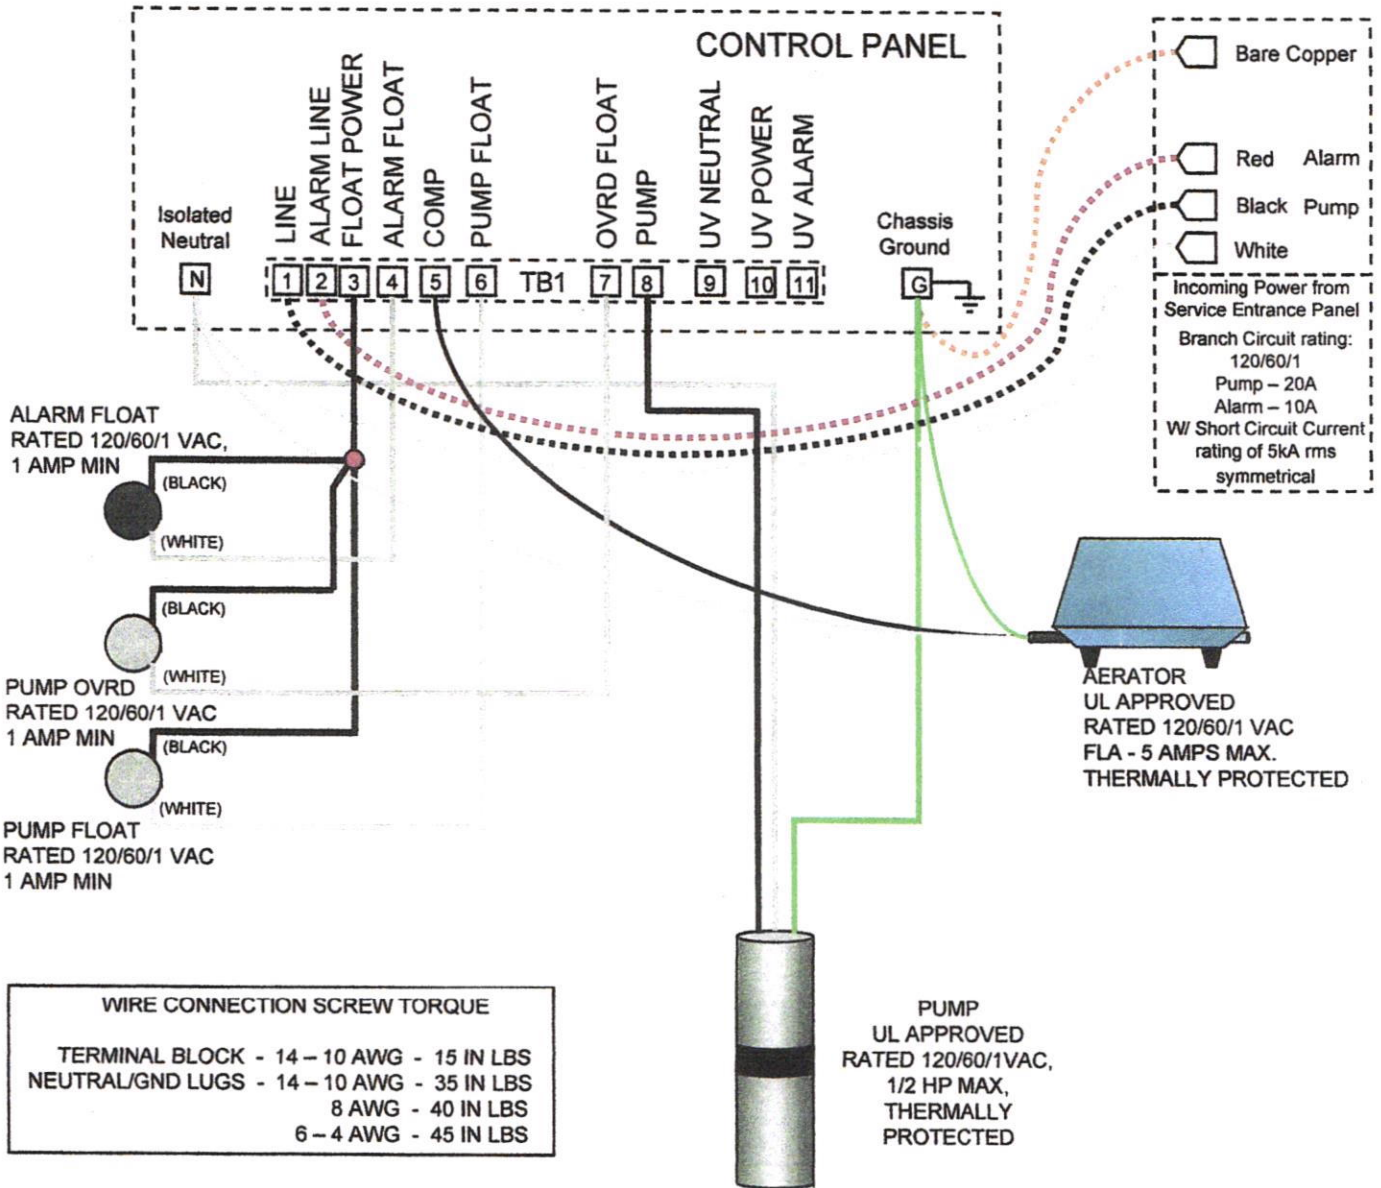 CONTROL PANEL
Isolated
Neutral
N
LINE
ALARM LINE
FLOAT POWER
ALARM FLOAT
COMP
PUMP FLOAT
OVRD FLOAT
PUMP
UV NEUTRAL
UV POWER
UV ALARM
1
2
3
4
5
6
TB1
7
8
9
10
11
Chassis
Ground
G
Bare Copper
Red Alarm
Black Pump
White
Incoming Power from
Service Entrance Panel
Branch Circuit rating:
120/60/1
Pump – 20A
Alarm – 10A
W/ Short Circuit Current
rating of 5kA rms
symmetrical
ALARM FLOAT
RATED 120/60/1 VAC,
1 AMP MIN
(BLACK)
(WHITE)
(BLACK)
(WHITE)
PUMP OVRD
RATED 120/60/1 VAC
1 AMP MIN
(BLACK)
(WHITE)
PUMP FLOAT
RATED 120/60/1 VAC
1 AMP MIN
AERATOR
UL APPROVED
RATED 120/60/1 VAC
FLA - 5 AMPS MAX.
THERMALLY PROTECTED
WIRE CONNECTION SCREW TORQUE
TERMINAL BLOCK - 14 – 10 AWG - 15 IN LBS
NEUTRAL/GND LUGS - 14 – 10 AWG - 35 IN LBS
8 AWG - 40 IN LBS
6 – 4 AWG - 45 IN LBS
PUMP
UL APPROVED
RATED 120/60/1VAC,
1/2 HP MAX,
THERMALLY
PROTECTED